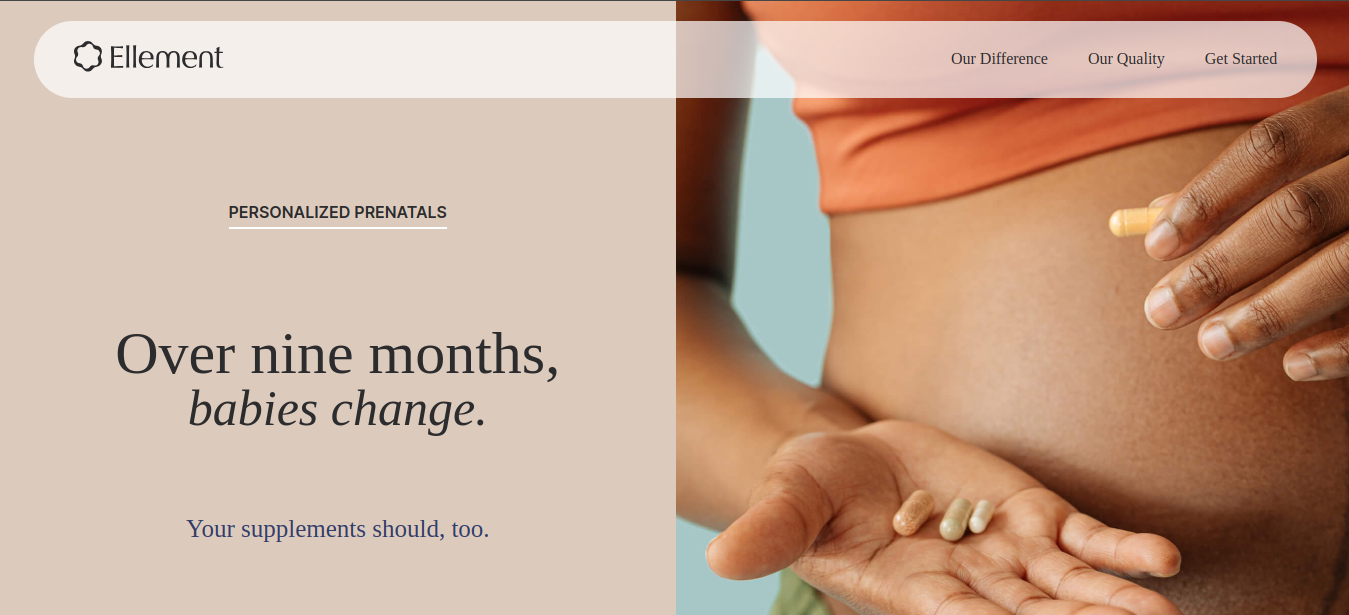 Ellement
Our Difference
Our Quality
Get Started
PERSONALIZED PRENATALS
Over nine months,
babies change.
Your supplements should, too.